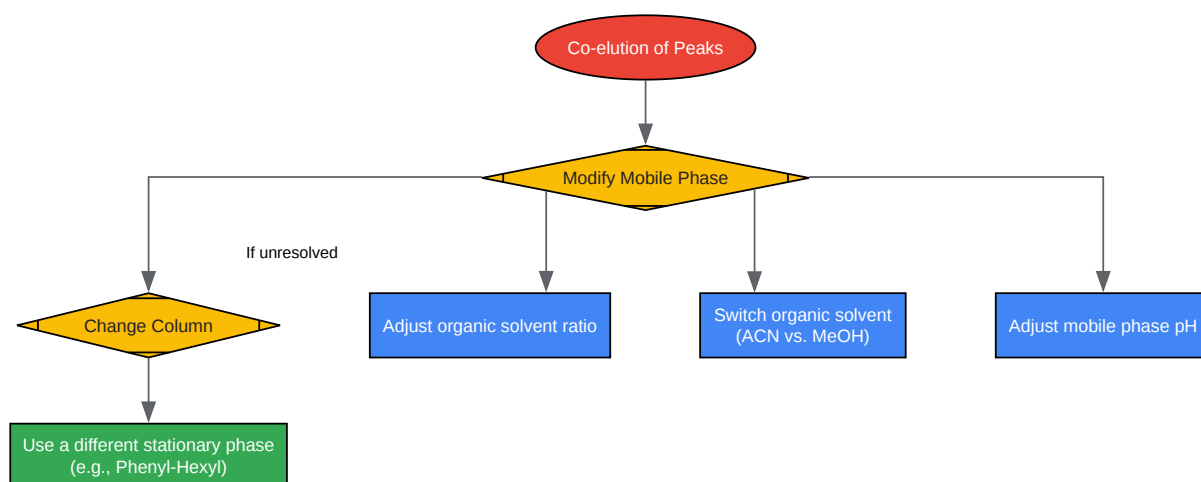 Co-elution of Peaks
Modify Mobile Phase
If unresolved
Change Column
Adjust organic solvent ratio
Switch organic solvent
(ACN vs. MeOH)
Adjust mobile phase pH
Use a different stationary phase
(e.g., Phenyl-Hexyl)